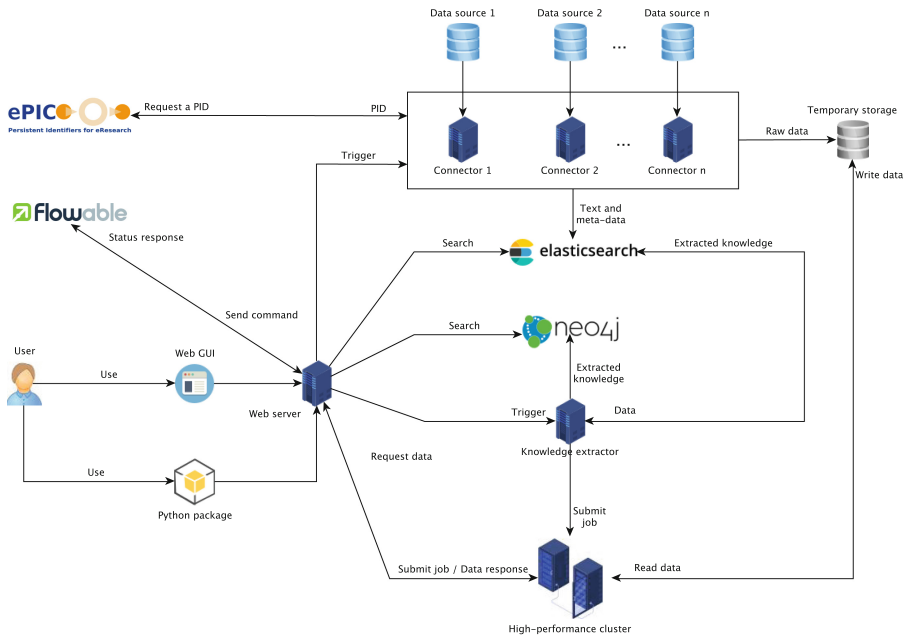 Data source 1
Data source 2
Data source n
...
ePIC
Persistent Identifiers for eResearch
Request a PID
PID
Temporary storage
Raw data
Trigger
...
Connector 1
Connector 2
Connector n
Write data
flowable
Text and
meta-data
Status response
Search
elasticsearch
Extracted knowledge
Send command
Search
neo4j
User
Web GUI
Use
Extracted
knowledge
Web server
Trigger
Data
Knowledge extractor
Request data
Use
Python package
Submit
job
Submit job / Data response
Read data
High-performance cluster